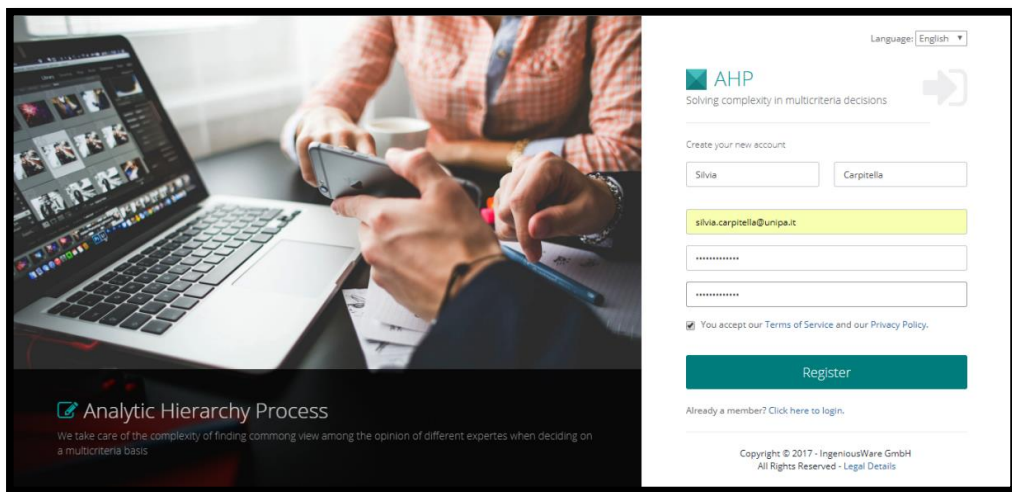 Library
Analytic Hierarchy Process
We take care of the complexity of finding commong view among the opinion of different expertes when deciding on
a multicriteria basis
Language: English
AHP
Solving complexity in multicriteria decisions
Create your new account
Silvia Carpitella
silvia.carpitella@unipa.it
•••••••••••••
•••••••••••••
You accept our Terms of Service and our Privacy Policy.
Register
Already a member? Click here to login.
Copyright © 2017 - IngeniousWare GmbH
All Rights Reserved - Legal Details